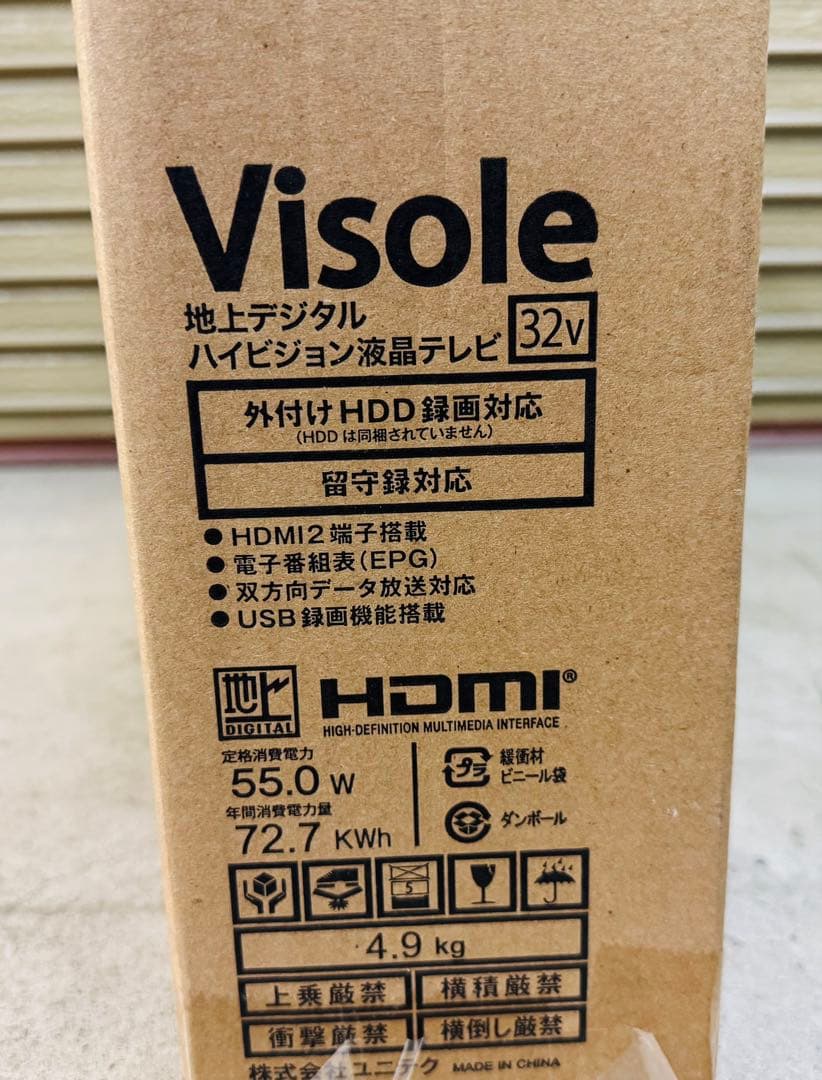 Visole
地上デジタル
ハイビジョン液晶テレビ 32v
外付けHDD録画対応
(HDDは同梱されていません)
留守録対応
● HDMI2端子搭載
● 電子番組表(EPG)
● 双方向データ放送対応
● USB録画機能搭載
地上
DIGITAL
HDMI®
HIGH-DEFINITION MULTIMEDIA INTERFACE
定格消費電力
55.0 W
年間消費電力量
72.7 KWh
プラ
緩衝材
ビニール袋
ダンボール
5
4.9 kg
上乗厳禁 横積厳禁
衝撃厳禁 横倒し厳禁
株式会社ユニテク MADE IN CHINA